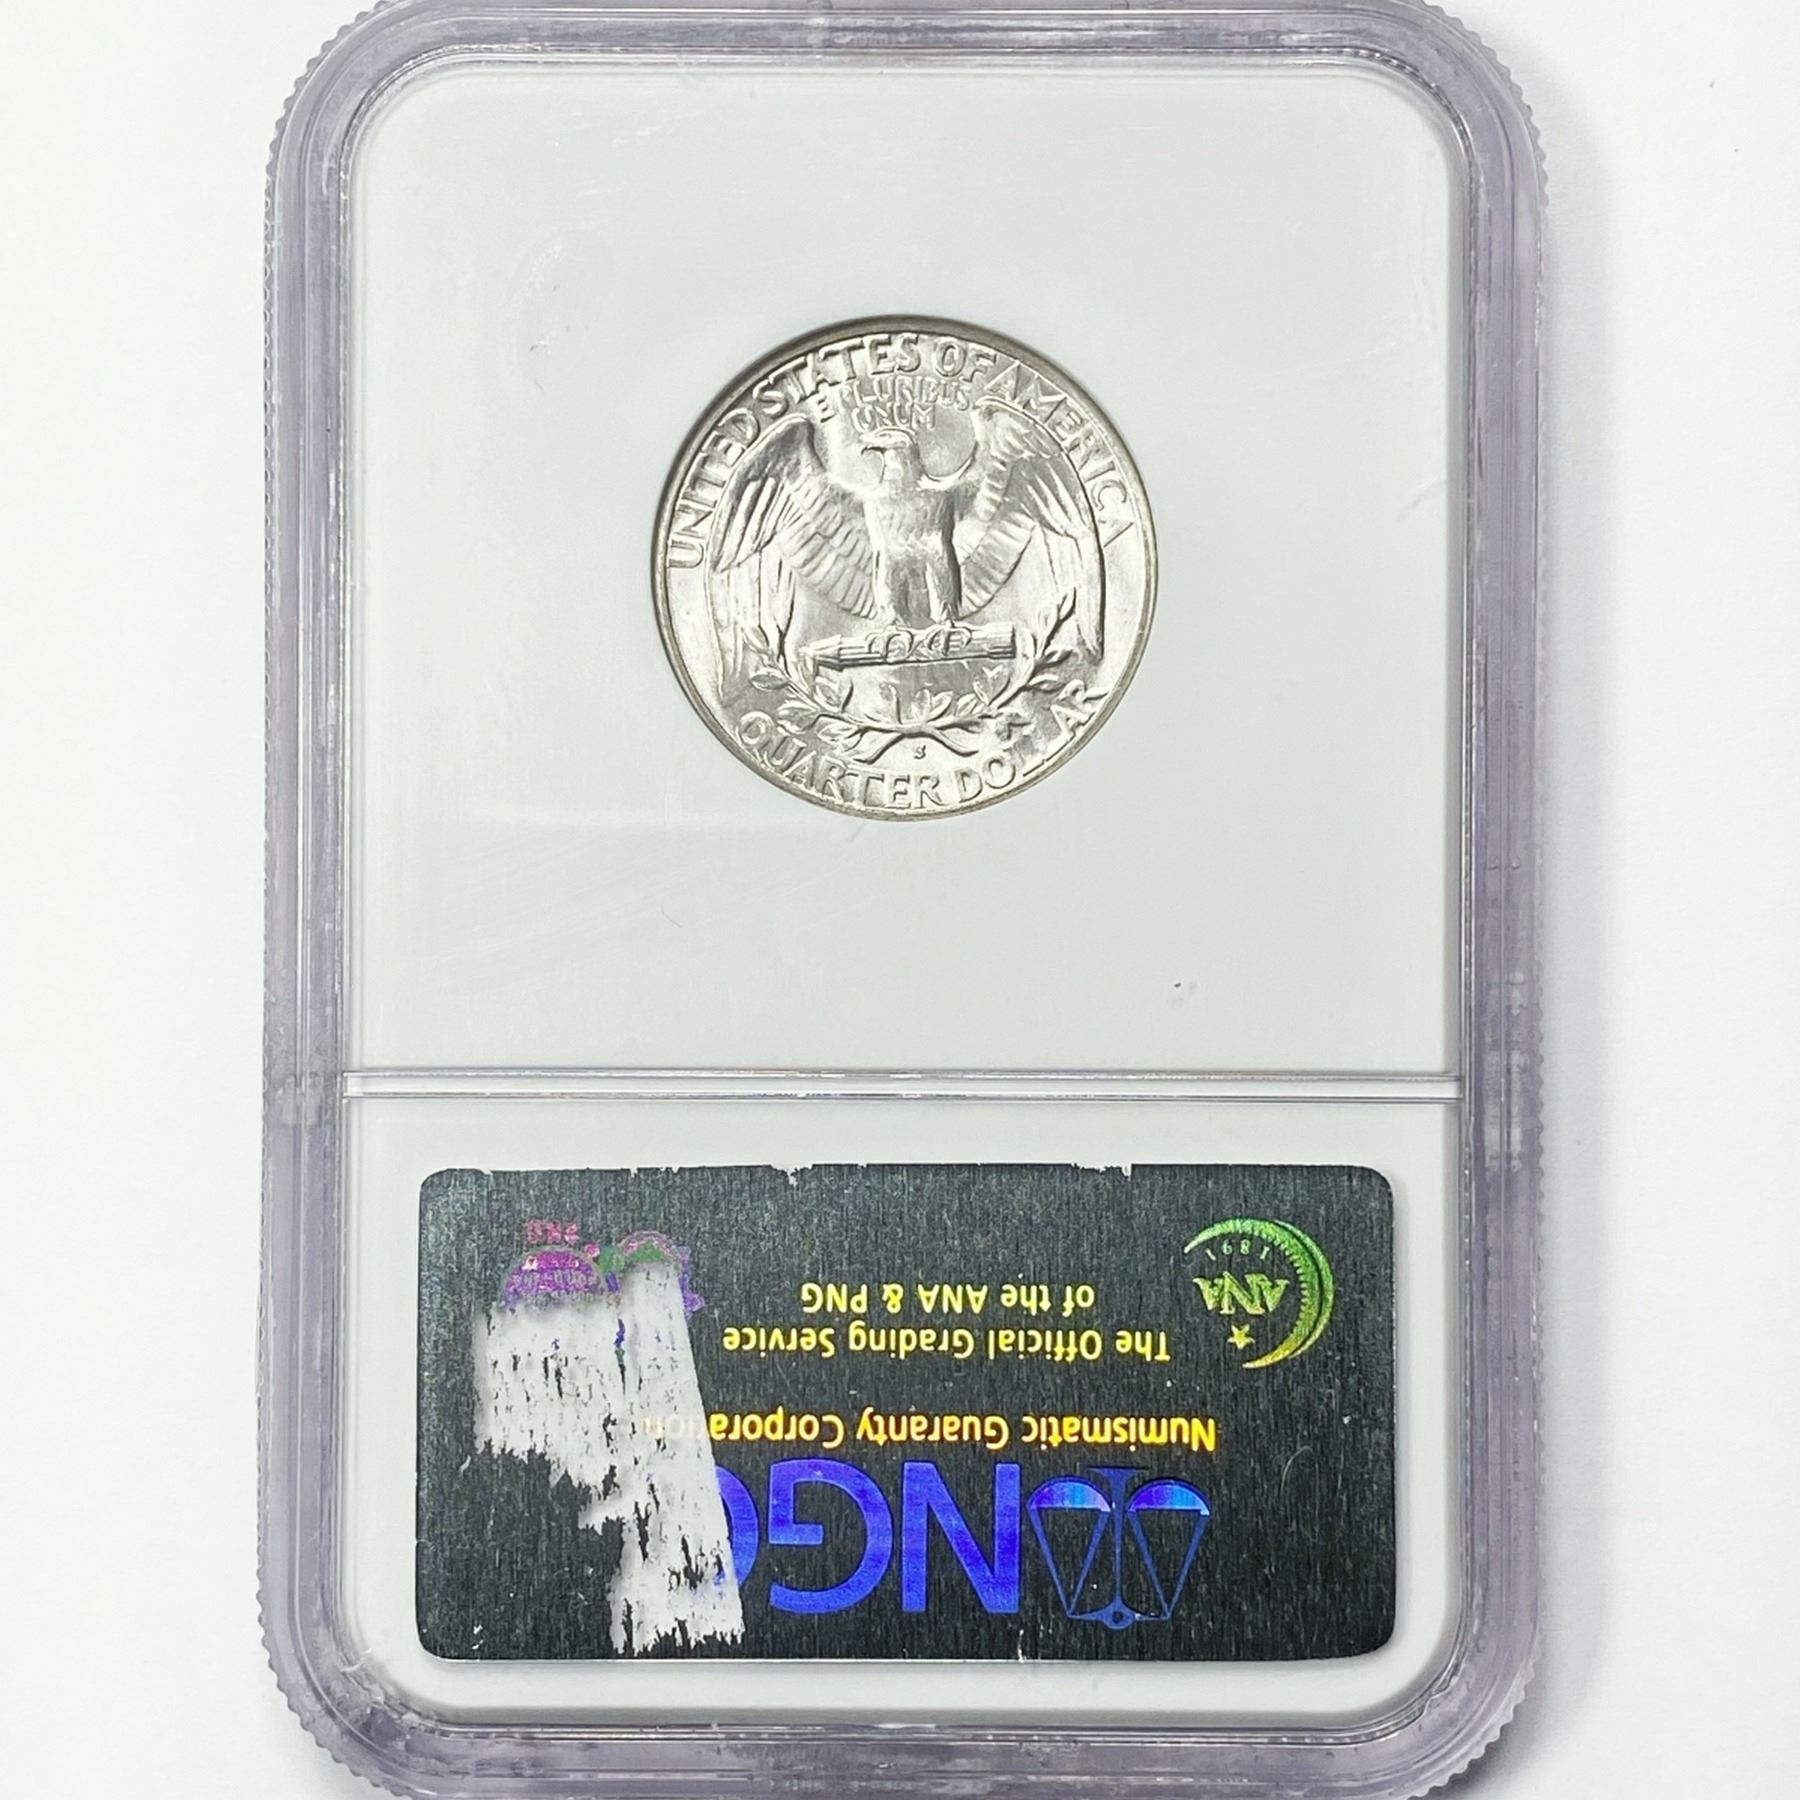 UNITED STATES OF AMERICA
E PLURIBUS
UNUM
S
QUARTER DOLLAR
NGC
Numismatic Guaranty Corporation
The Official Grading Service
of the ANA & PNG
ANA
1891
PNG